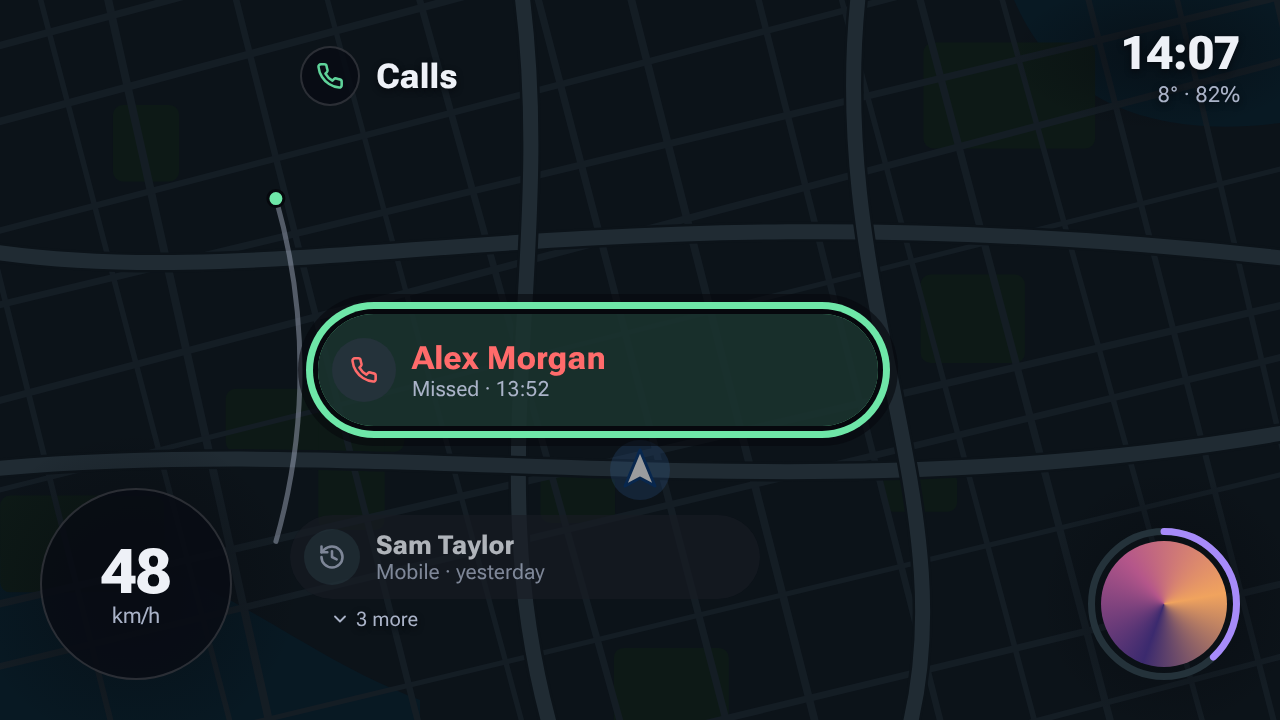 Calls
14:07
8° · 82%
Alex Morgan
Missed · 13:52
Sam Taylor
Mobile · yesterday
3 more
48
km/h